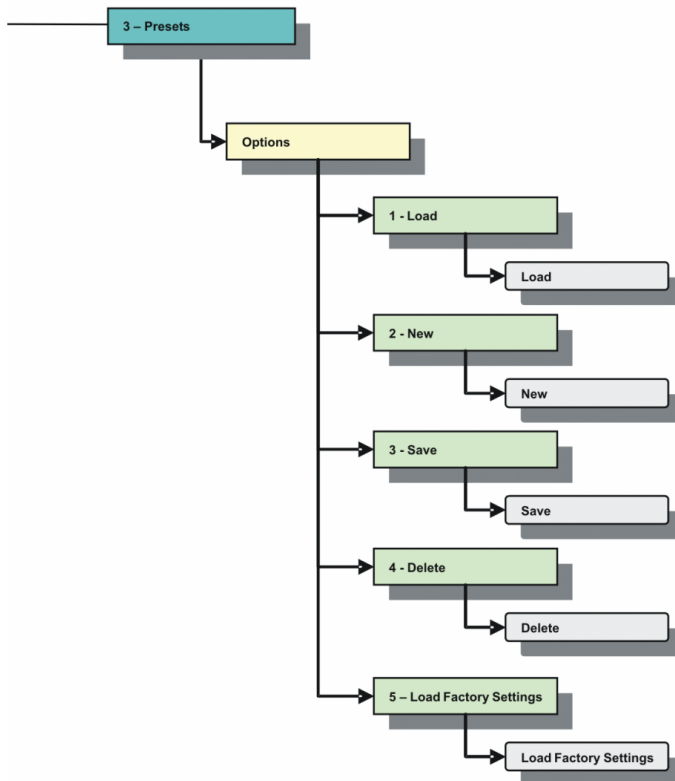 3 – Presets
Options
1 - Load
Load
2 - New
New
3 - Save
Save
4 - Delete
Delete
5 – Load Factory Settings
Load Factory Settings